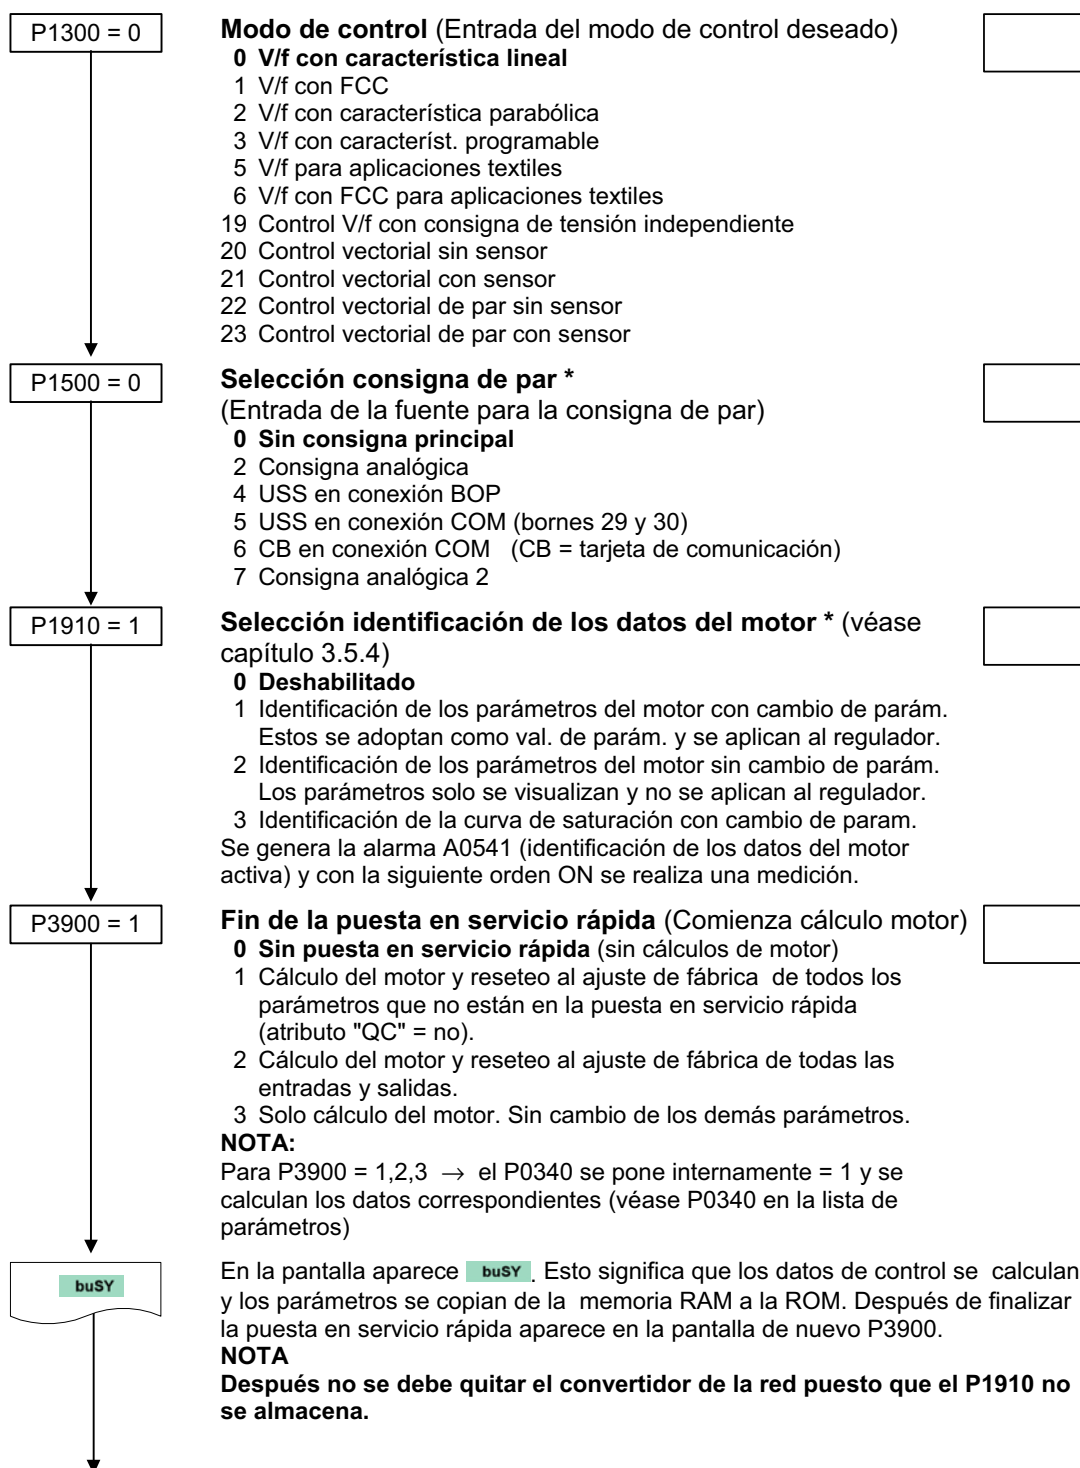 P1300 = 0
Modo de control (Entrada del modo de control deseado)
0 V/f con característica lineal
1 V/f con FCC
2 V/f con característica parabólica
3 V/f con característ. programable
5 V/f para aplicaciones textiles
6 V/f con FCC para aplicaciones textiles
19 Control V/f con consigna de tensión independiente
20 Control vectorial sin sensor
21 Control vectorial con sensor
22 Control vectorial de par sin sensor
23 Control vectorial de par con sensor
P1500 = 0
Selección consigna de par *
(Entrada de la fuente para la consigna de par)
0 Sin consigna principal
2 Consigna analógica
4 USS en conexión BOP
5 USS en conexión COM (bornes 29 y 30)
6 CB en conexión COM (CB = tarjeta de comunicación)
7 Consigna analógica 2
P1910 = 1
Selección identificación de los datos del motor * (véase
capítulo 3.5.4)
0 Deshabilitado
1 Identificación de los parámetros del motor con cambio de parám.
Estos se adoptan como val. de parám. y se aplican al regulador.
2 Identificación de los parámetros del motor sin cambio de parám.
Los parámetros solo se visualizan y no se aplican al regulador.
3 Identificación de la curva de saturación con cambio de param.
Se genera la alarma A0541 (identificación de los datos del motor
activa) y con la siguiente orden ON se realiza una medición.
P3900 = 1
Fin de la puesta en servicio rápida (Comienza cálculo motor)
0 Sin puesta en servicio rápida (sin cálculos de motor)
1 Cálculo del motor y reseteo al ajuste de fábrica de todos los
parámetros que no están en la puesta en servicio rápida
(atributo "QC" = no).
2 Cálculo del motor y reseteo al ajuste de fábrica de todas las
entradas y salidas.
3 Solo cálculo del motor. Sin cambio de los demás parámetros.
NOTA:
Para P3900 = 1,2,3 → el P0340 se pone internamente = 1 y se
calculan los datos correspondientes (véase P0340 en la lista de
parámetros)
buSY
En la pantalla aparece buSY . Esto significa que los datos de control se calculan
y los parámetros se copian de la memoria RAM a la ROM. Después de finalizar
la puesta en servicio rápida aparece en la pantalla de nuevo P3900.
NOTA
Después no se debe quitar el convertidor de la red puesto que el P1910 no
se almacena.